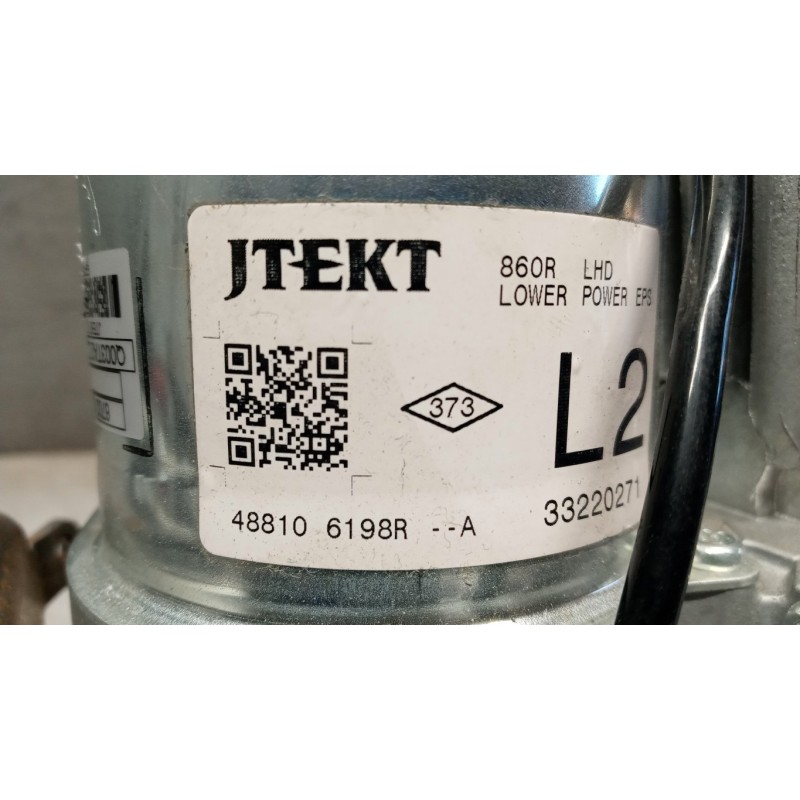 JTEKT
860R LHD
LOWER POWER EPS
373
L2
48810 6198R --A
33220271